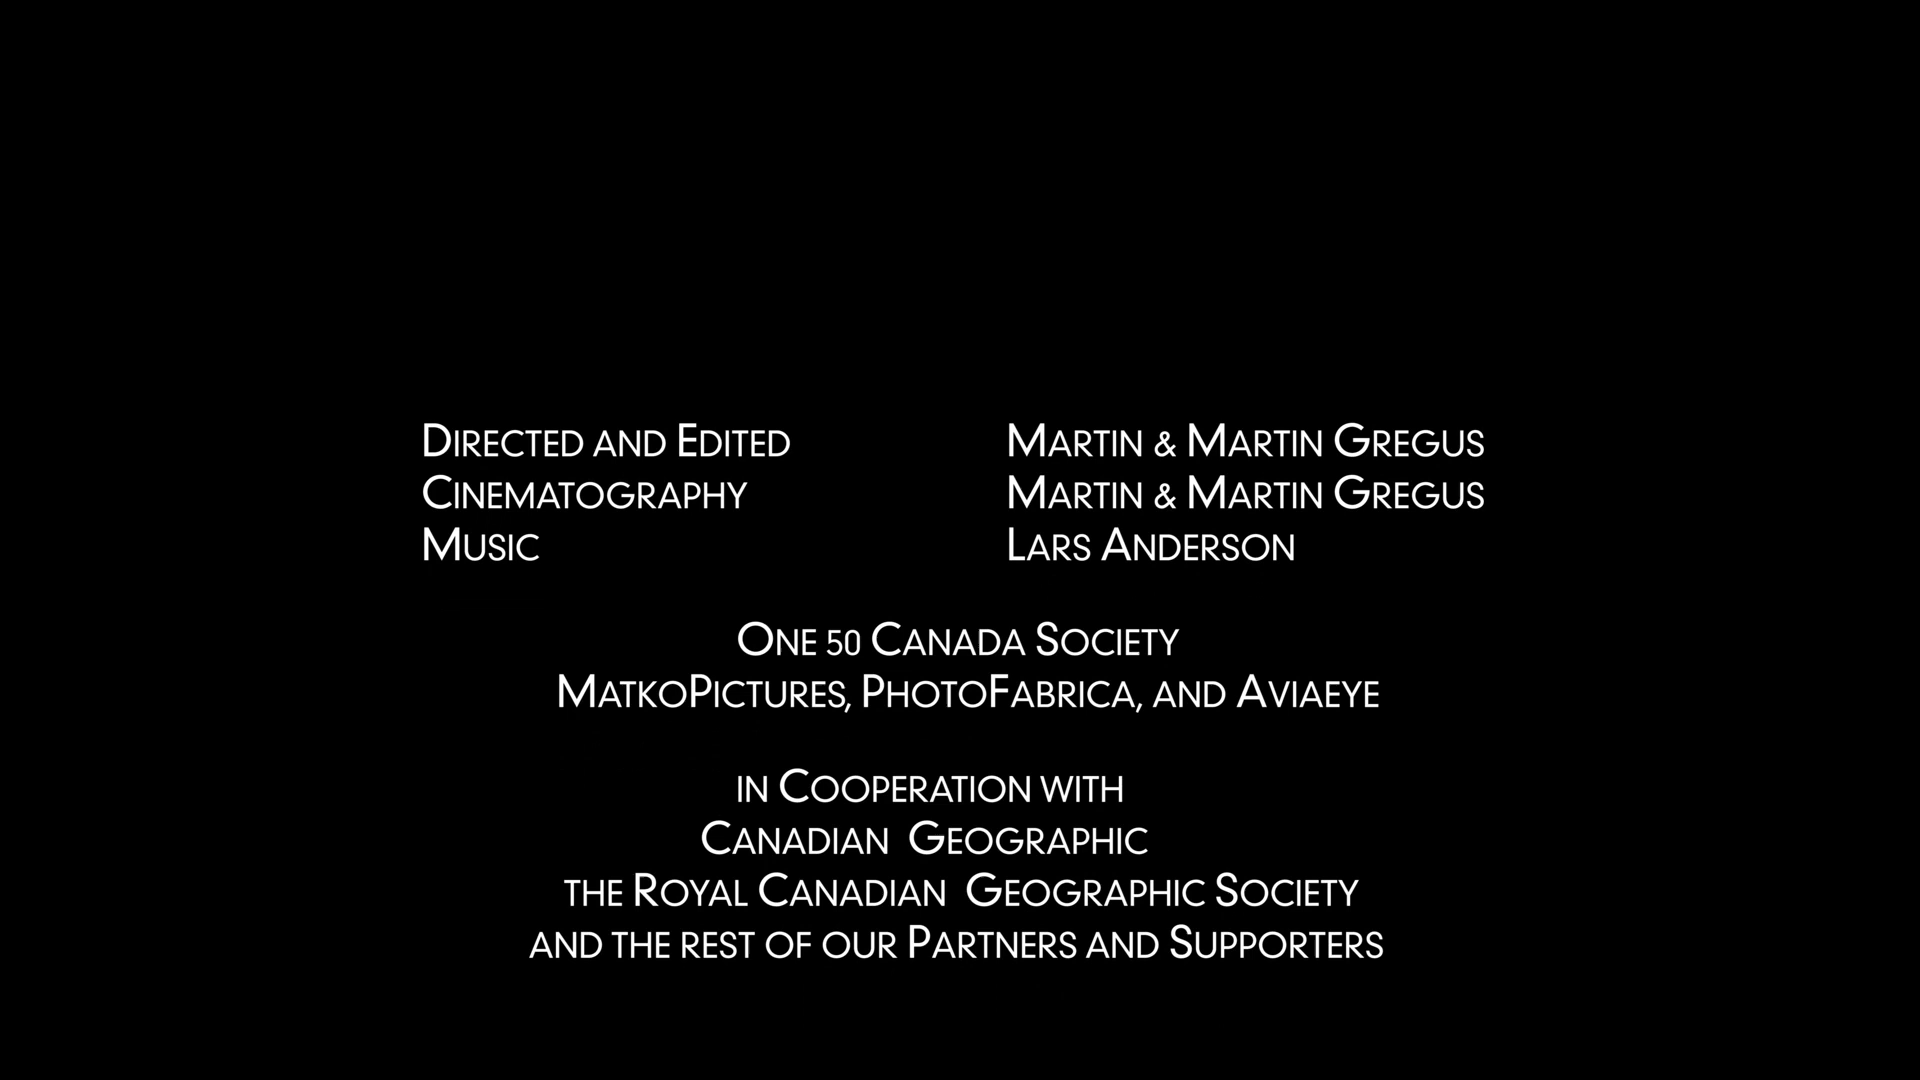 Directed and Edited Martin & Martin Gregus
Cinematography Martin & Martin Gregus
Music Lars Anderson
One 50 Canada Society
MatkoPictures, PhotoFabrica, and Aviaeye
in Cooperation with
Canadian Geographic
the Royal Canadian Geographic Society
and the rest of our Partners and Supporters